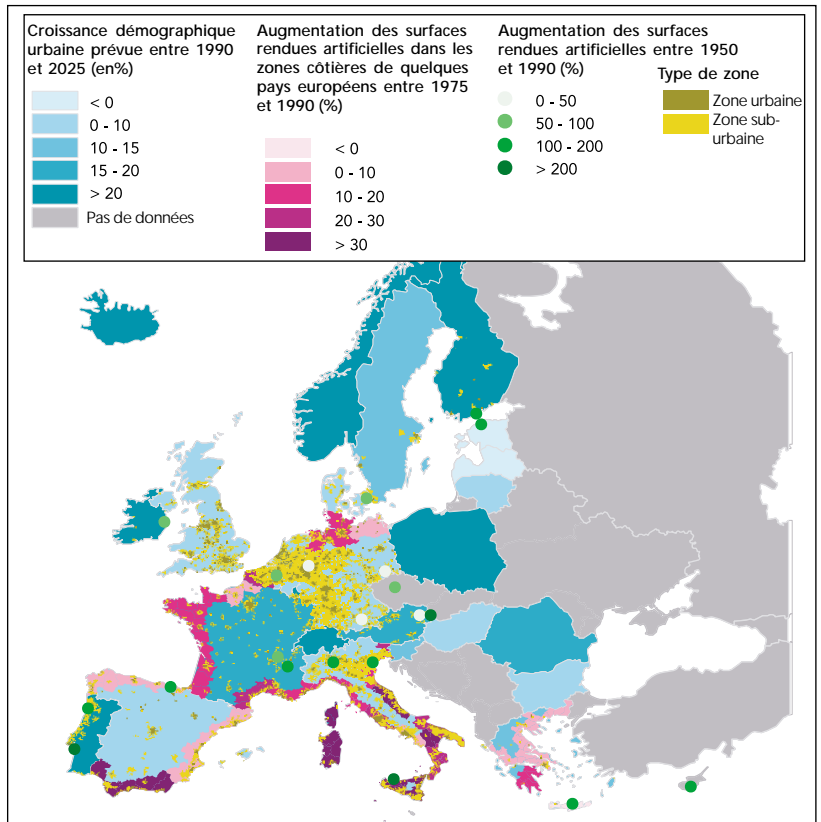 Croissance démographique
urbaine prévue entre 1990
et 2025 (en%)
< 0
0 - 10
10 - 15
15 - 20
> 20
Pas de données
Augmentation des surfaces
rendues artificielles dans les
zones côtières de quelques
pays européens entre 1975
et 1990 (%)
< 0
0 - 10
10 - 20
20 - 30
> 30
Augmentation des surfaces
rendues artificielles entre 1950
et 1990 (%)
0 - 50
50 - 100
100 - 200
> 200
Type de zone
Zone urbaine
Zone sub-
urbaine